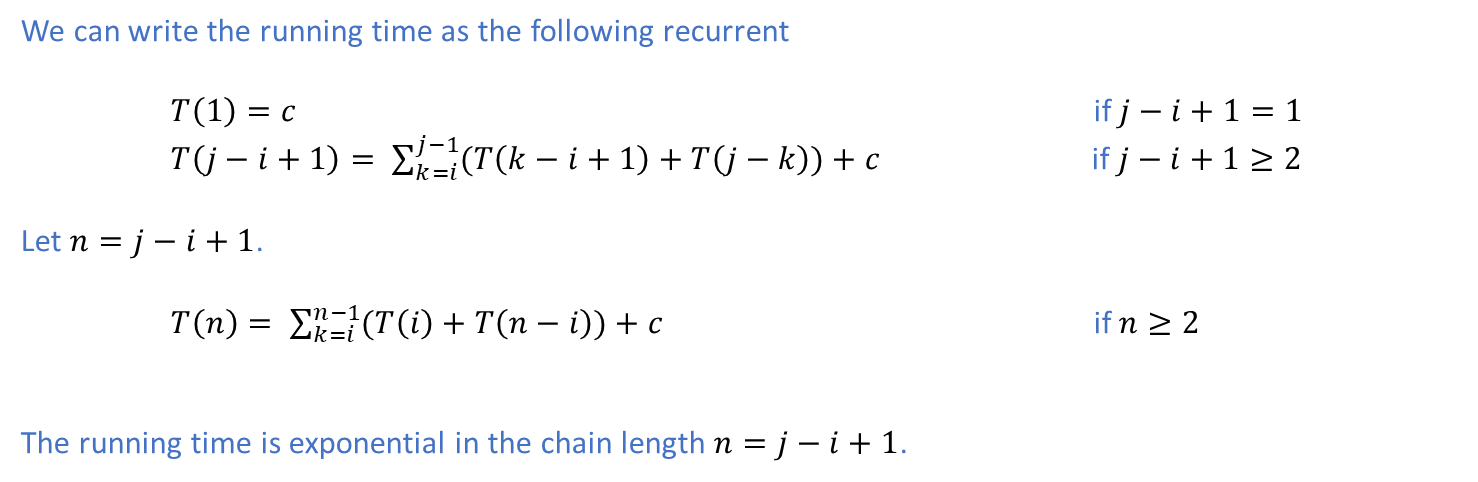 We can write the running time as the following recurrent
T(1) = c if j − i + 1 = 1
T(j − i + 1) = ∑_{k=i}^{j−1}(T(k − i + 1) + T(j − k)) + c if j − i + 1 ≥ 2
Let n = j − i + 1.
T(n) = ∑_{k=i}^{n−1}(T(i) + T(n − i)) + c if n ≥ 2
The running time is exponential in the chain length n = j − i + 1.